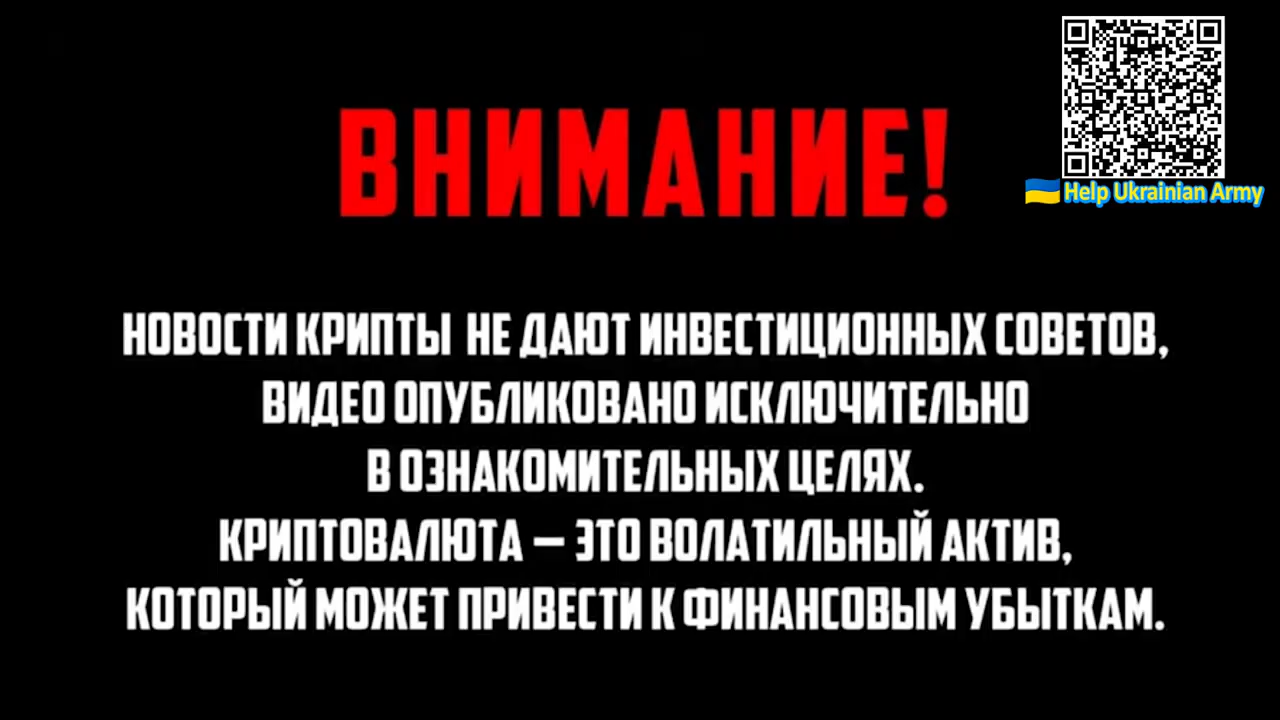 ВНИМАНИЕ!
Help Ukrainian Army
НОВОСТИ КРИПТЫ НЕ ДАЮТ ИНВЕСТИЦИОННЫХ СОВЕТОВ,
ВИДЕО ОПУБЛИКОВАНО ИСКЛЮЧИТЕЛЬНО
В ОЗНАКОМИТЕЛЬНЫХ ЦЕЛЯХ.
КРИПТОВАЛЮТА – ЭТО ВОЛАТИЛЬНЫЙ АКТИВ,
КОТОРЫЙ МОЖЕТ ПРИВЕСТИ К ФИНАНСОВЫМ УБЫТКАМ.